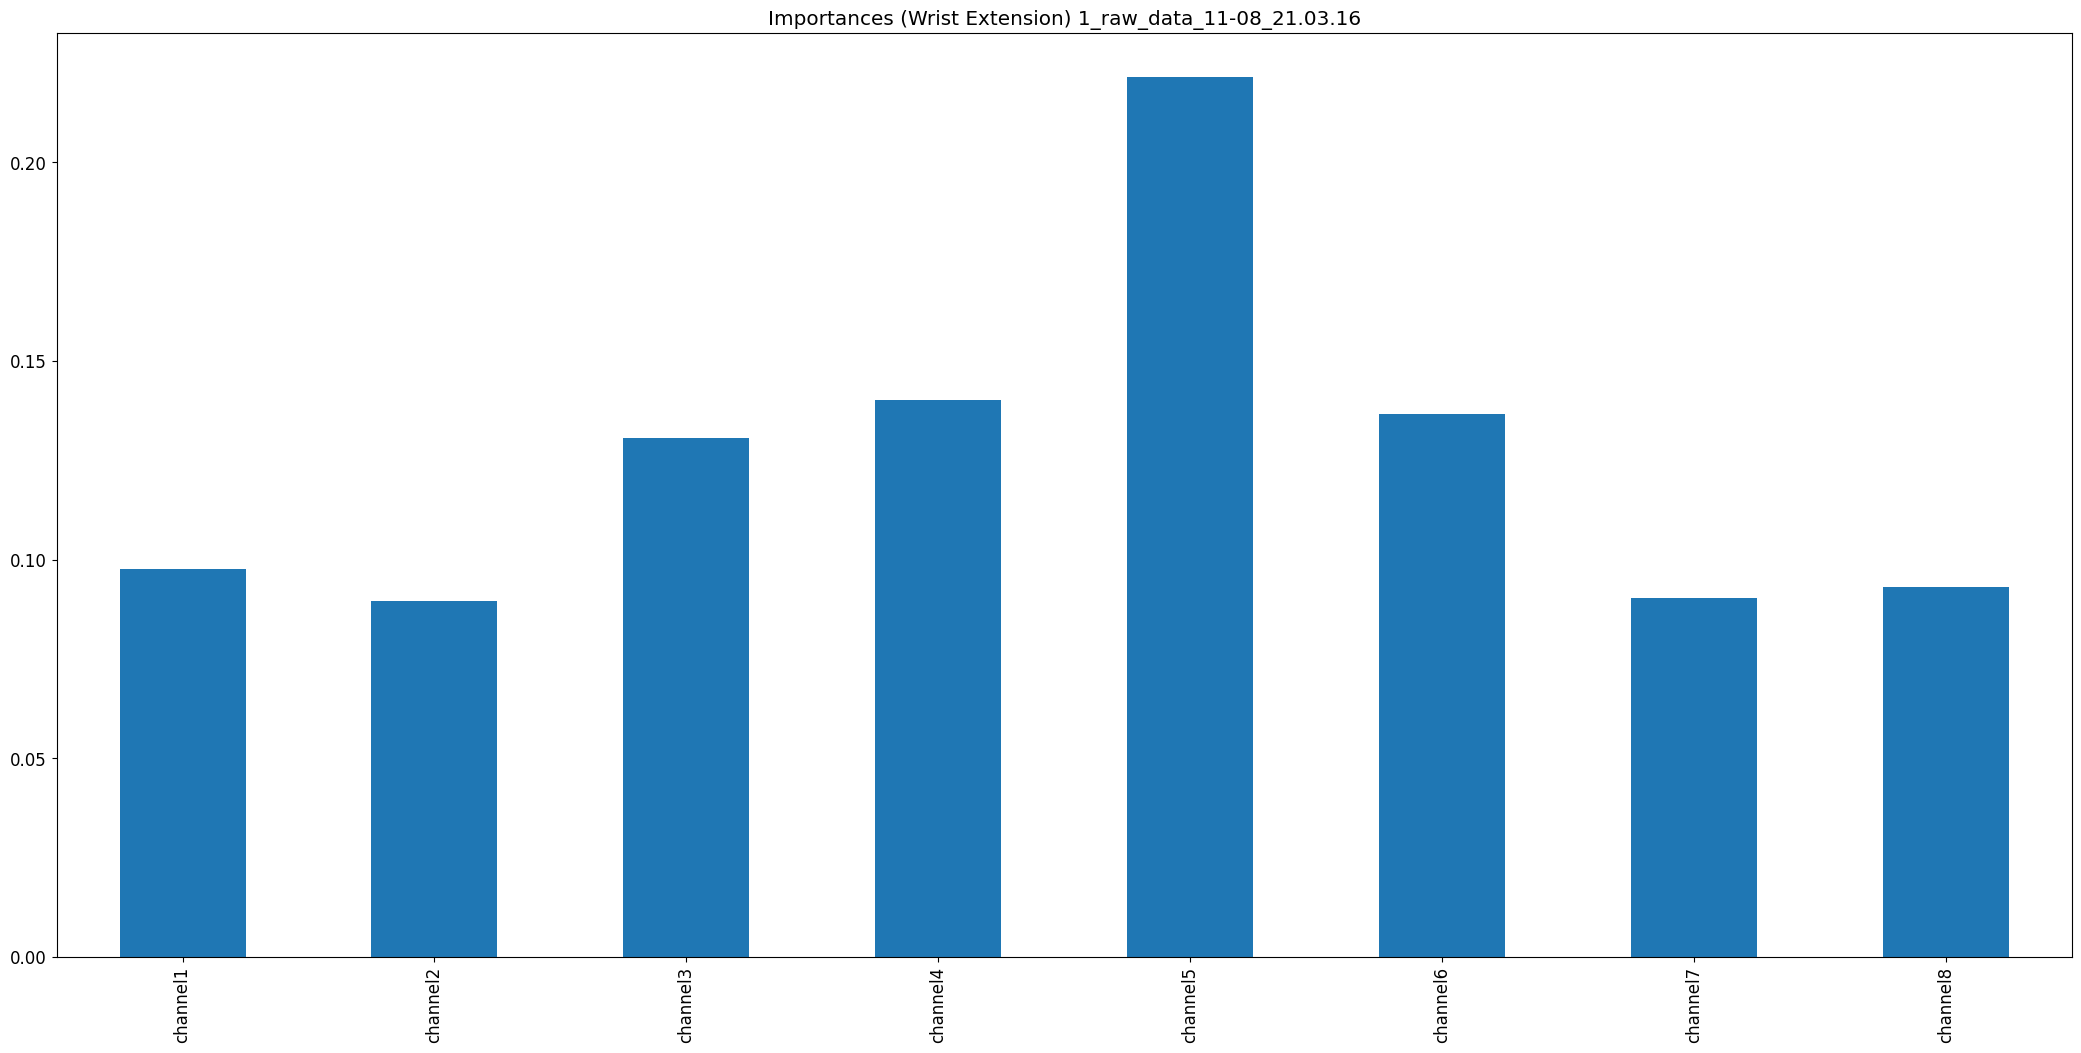 Importances (Wrist Extension) 1_raw_data_11-08_21.03.16
0.20
0.15
0.10
0.05
0.00
channel1
channel2
channel3
channel4
channel5
channel6
channel7
channel8